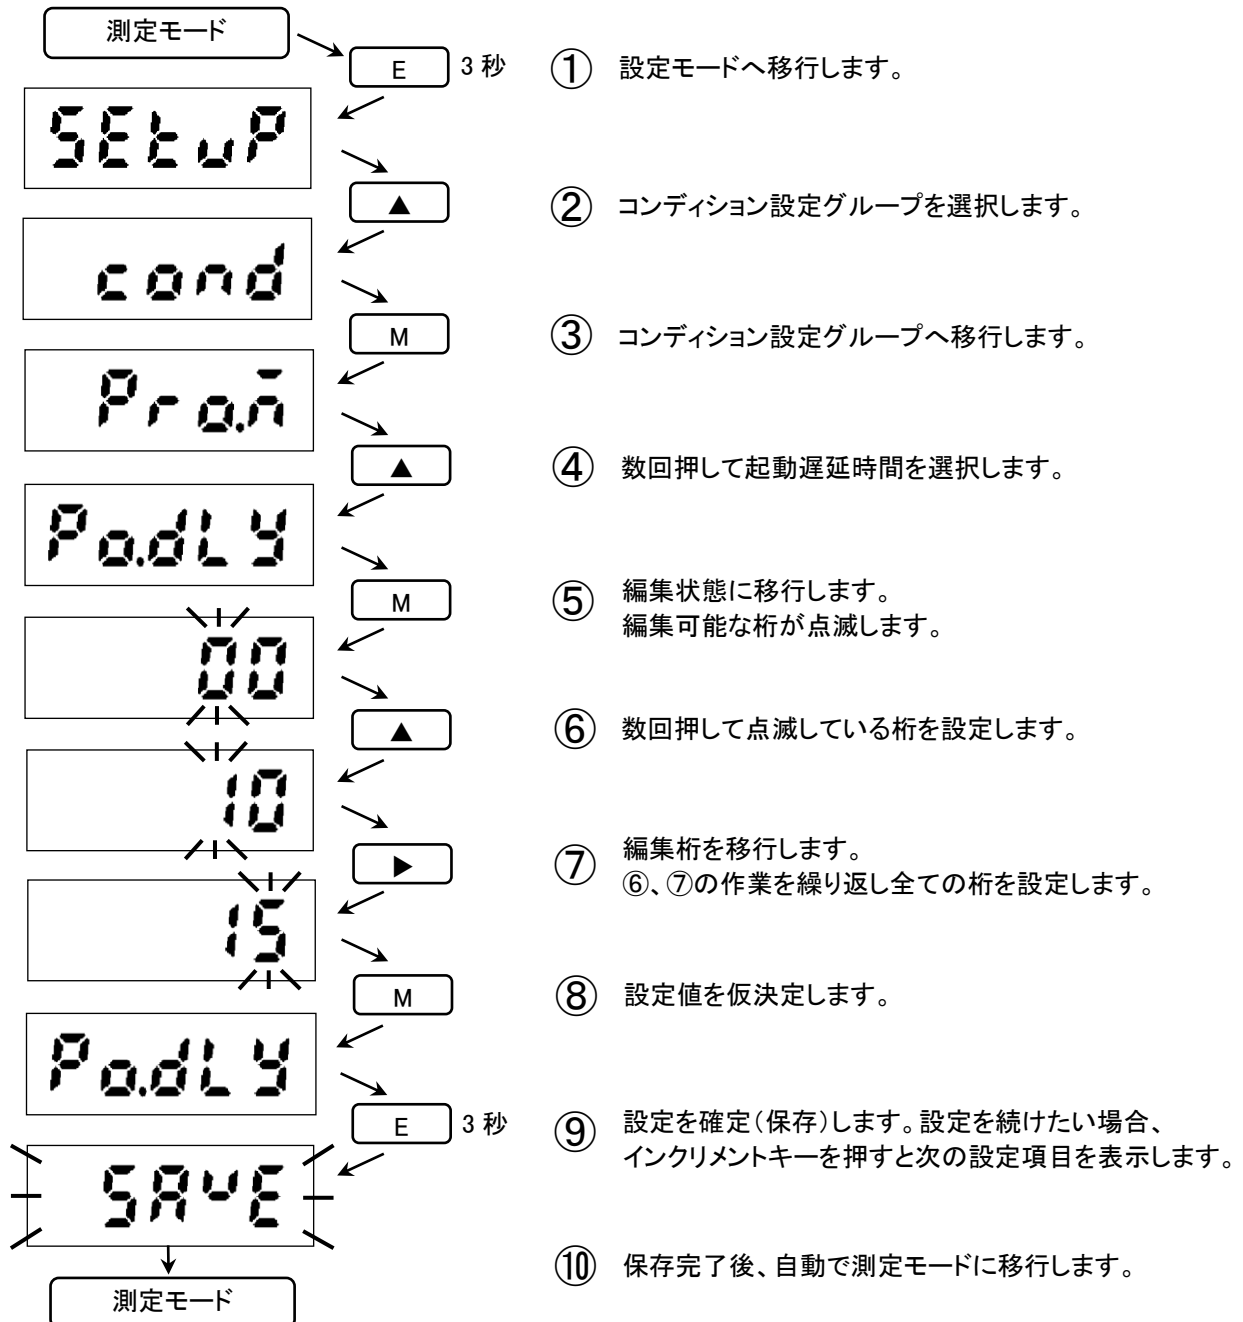 測定モード
E 3 秒 ① 設定モードへ移行します。
SEtuP
▲ ② コンディション設定グループを選択します。
cond
M ③ コンディション設定グループへ移行します。
Pro.n̄
▲ ④ 数回押して起動遅延時間を選択します。
Po.dLY
M ⑤ 編集状態に移行します。
編集可能な桁が点滅します。
00
▲ ⑥ 数回押して点滅している桁を設定します。
10
▶ ⑦ 編集桁を移行します。
⑥、⑦の作業を繰り返し全ての桁を設定します。
15
M ⑧ 設定値を仮決定します。
Po.dLY
E 3 秒 ⑨ 設定を確定(保存)します。設定を続けたい場合、
インクリメントキーを押すと次の設定項目を表示します。
SAvE
⑩ 保存完了後、自動で測定モードに移行します。
測定モード